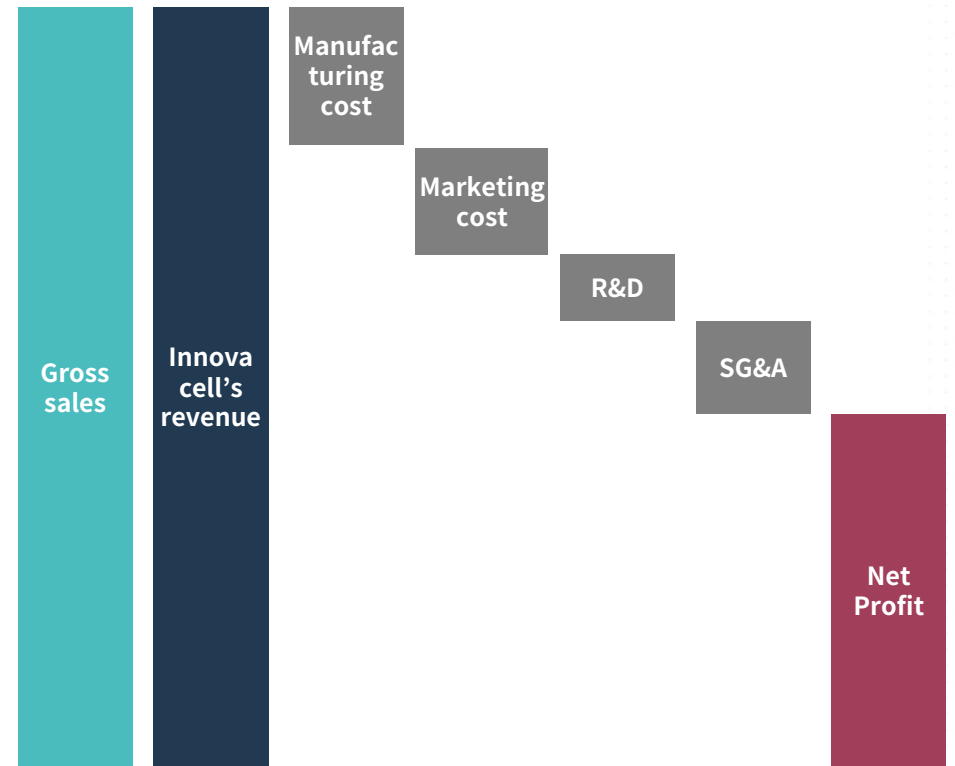 Gross
sales
Innova
cell’s
revenue
Manufac
turing
cost
Marketing
cost
R&D
SG&A
Net
Profit